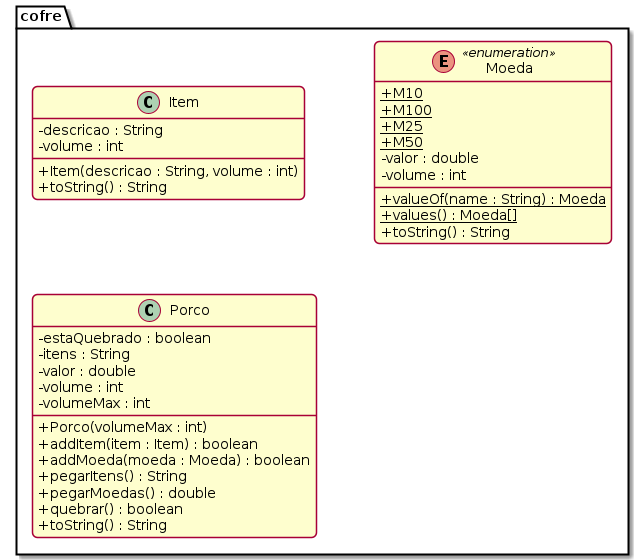 cofre
C Item
-descricao : String
-volume : int
+Item(descricao : String, volume : int)
+toString() : String
E «enumeration»
Moeda
+M10
+M100
+M25
+M50
-valor : double
-volume : int
+valueOf(name : String) : Moeda
+values() : Moeda[]
+toString() : String
C Porco
-estaQuebrado : boolean
-itens : String
-valor : double
-volume : int
-volumeMax : int
+Porco(volumeMax : int)
+addItem(item : Item) : boolean
+addMoeda(moeda : Moeda) : boolean
+pegarItens() : String
+pegarMoedas() : double
+quebrar() : boolean
+toString() : String